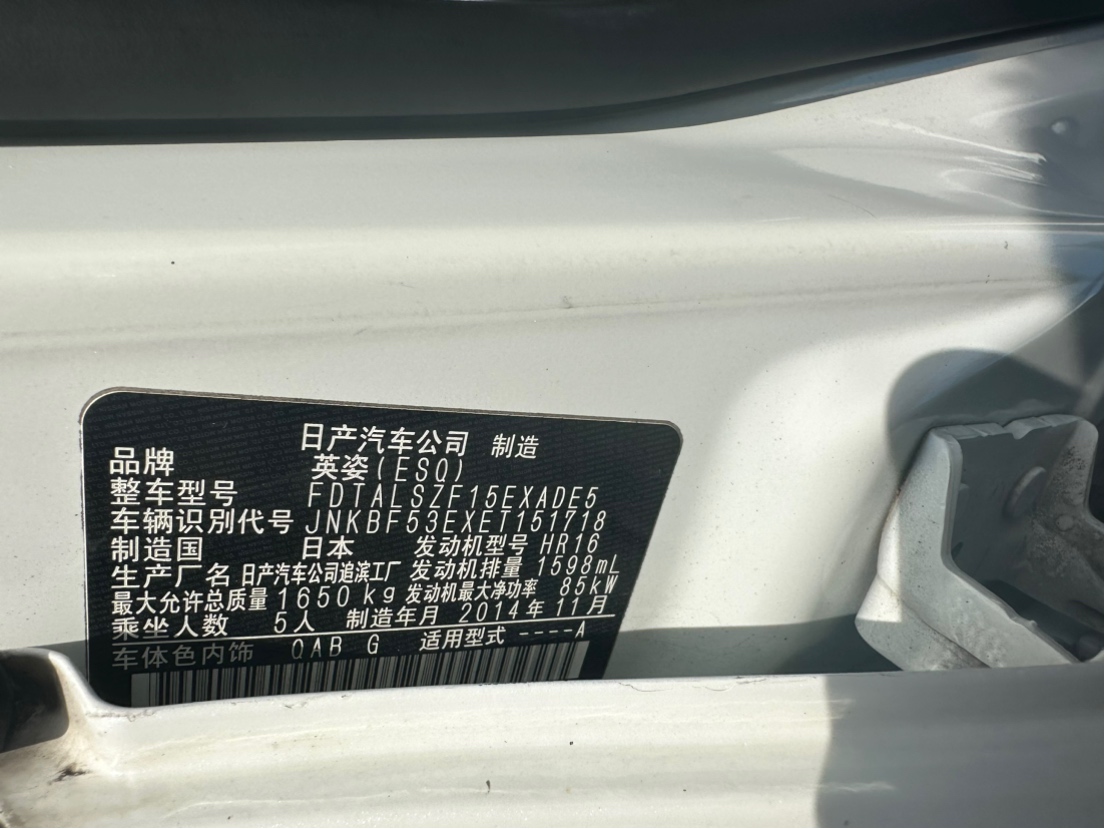 日产汽车公司 制造
品牌 英姿(ESQ)
整车型号 FDTALSZF15EXADE5
车辆识别代号 JNKBF53EXET151718
制造国 日本 发动机型号 HR16
生产厂名 日产汽车公司追滨工厂 发动机排量 1598mL
最大允许总质量 1650 kg 发动机最大净功率 85kW
乘坐人数 5人 制造年月 2014年11月
车体色内饰 QAB G 适用型式 ----A